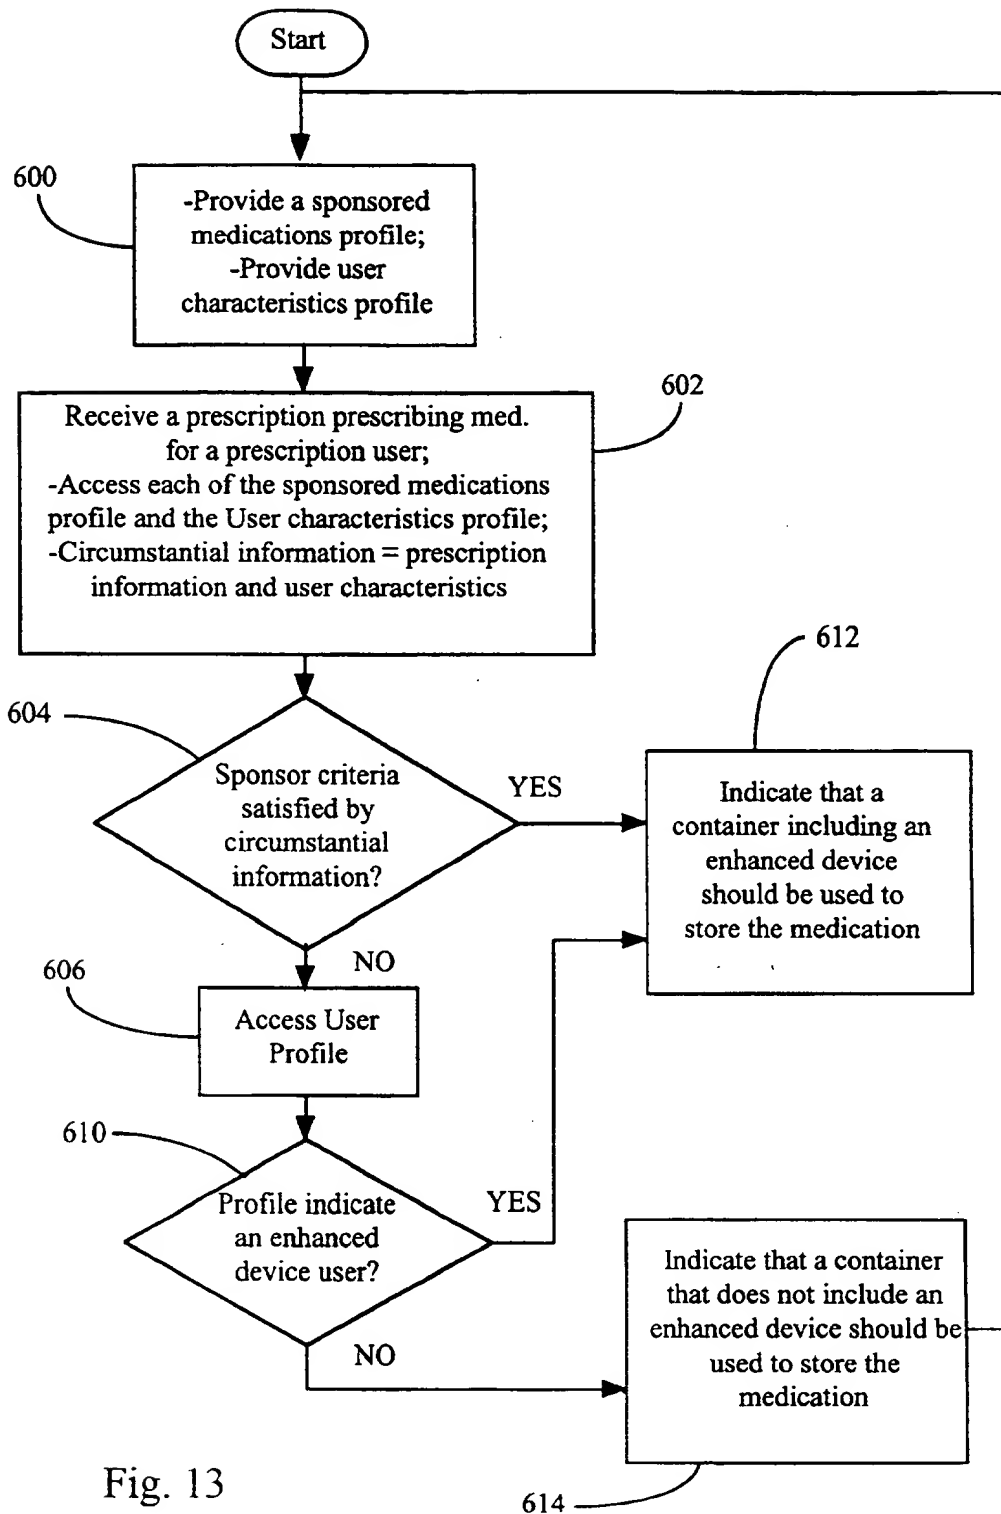 Start
600
-Provide a sponsored
medications profile;
-Provide user
characteristics profile
602
Receive a prescription prescribing med.
for a prescription user;
-Access each of the sponsored medications
profile and the User characteristics profile;
-Circumstantial information = prescription
information and user characteristics
604
Sponsor criteria
satisfied by
circumstantial
information?
YES
NO
612
Indicate that a
container including an
enhanced device
should be used to
store the medication
606
Access User
Profile
610
Profile indicate
an enhanced
device user?
YES
NO
Indicate that a container
that does not include an
enhanced device should be
used to store the
medication
614
Fig. 13